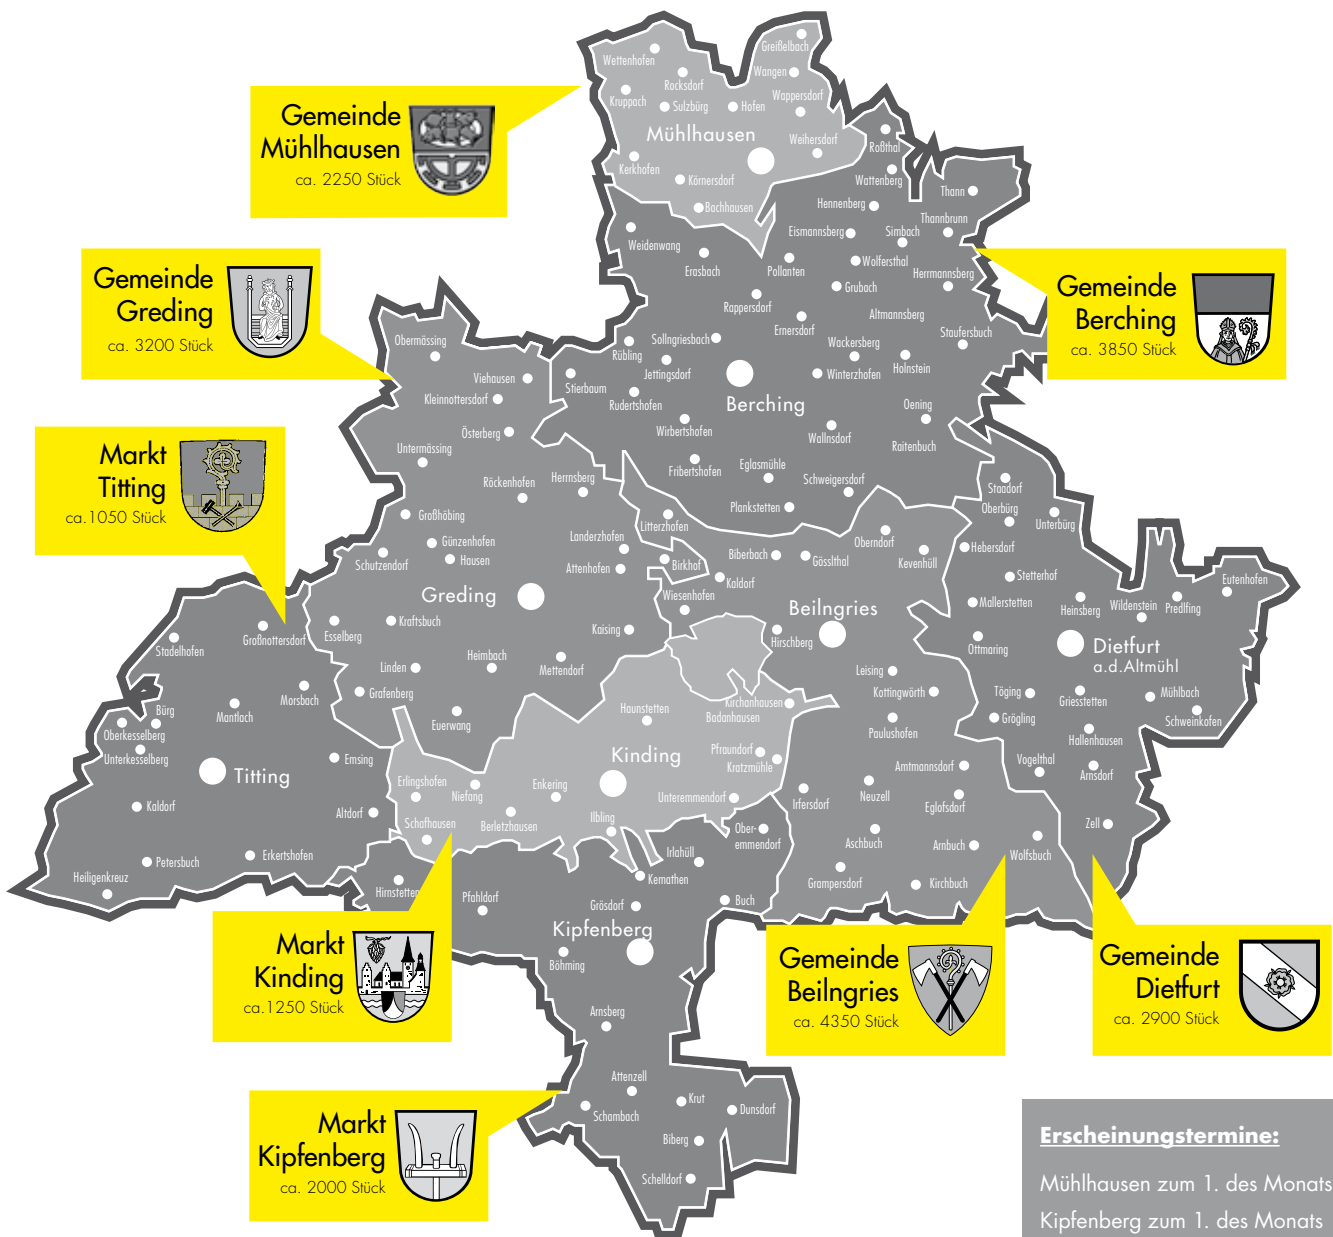 Gemeinde
Mühlhausen
ca. 2250 Stück
Gemeinde
Greding
ca. 3200 Stück
Markt
Titting
ca.1050 Stück
Gemeinde
Berching
ca. 3850 Stück
Markt
Kinding
ca.1250 Stück
Markt
Kipfenberg
ca. 2000 Stück
Gemeinde
Beilngries
ca. 4350 Stück
Gemeinde
Dietfurt
ca. 2900 Stück
Greißelbach
Wettenhofen
Wangen
Rocksdorf
Kruppach
Sulzbürg
Hofen
Wappersdorf
Mühlhausen
Weihersdorf
Kerkhofen
Körnersdorf
Bachhausen
Roßthal
Wattenberg
Thann
Hennenberg
Thannbrunn
Eismannsberg
Simbach
Weidenwang
Erasbach
Pollanten
Wolfersthal
Herrmannsberg
Grubach
Rappersdorf
Altmannsberg
Ernersdorf
Staufersbuch
Sollngriesbach
Rübling
Wackersberg
Holnstein
Jettingsdorf
Winterzhofen
Stierbaum
Rudertshofen
Berching
Oening
Wirbertshofen
Wallnsdorf
Raitenbuch
Fribertshofen
Eglasmühle
Schweigersdorf
Plankstetten
Obermässing
Viehausen
Kleinnottersdorf
Österberg
Untermässing
Röckenhofen
Herrnsberg
Großhöbing
Günzenhofen
Hausen
Schutzendorf
Landerzhofen
Attenhofen
Greding
Kraftsbuch
Esselberg
Kaising
Linden
Heimbach
Mettendorf
Grafenberg
Euerwang
Litterzhofen
Birkhof
Biberbach
Gösslthal
Oberndorf
Kevenhüll
Kaldorf
Wiesenhofen
Beilngries
Hirschberg
Leising
Kottingwörth
Paulushofen
Amtmannsdorf
Neuzell
Irfersdorf
Eglofsdorf
Aschbuch
Arnbuch
Wolfsbuch
Grampersdorf
Kirchbuch
Staadorf
Oberbürg
Unterbürg
Hebersdorf
Stetterhof
Eutenhofen
Mallerstetten
Heinsberg
Wildenstein
Predlfing
Ottmaring
Dietfurt
a.d.Altmühl
Töging
Griesstetten
Mühlbach
Schweinkofen
Grögling
Hallenhausen
Vogelthal
Arnsdorf
Zell
Stadelhofen
Großnottersdorf
Morsbach
Mantlach
Bürg
Oberkesselberg
Unterkesselberg
Titting
Emsing
Kaldorf
Altdorf
Petersbuch
Erkertshofen
Heiligenkreuz
Haunstetten
Kirchanhausen
Badanhausen
Kinding
Pfraundorf
Kratzmühle
Erlingshofen
Niefang
Enkering
Unteremmendorf
Berletzhausen
Ilbling
Schafhausen
Ober-
emmendorf
Irlahüll
Kemathen
Hirnstetten
Pfahldorf
Grösdorf
Buch
Kipfenberg
Böhming
Arnsberg
Attenzell
Schambach
Krut
Dunsdorf
Biberg
Schelldorf
Erscheinungstermine:
Mühlhausen zum 1. des Monats
Kipfenberg zum 1. des Monats